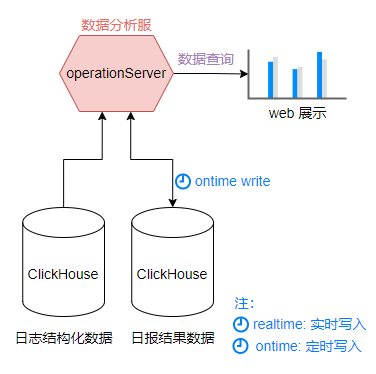 数据分析服
operationServer
数据查询
web 展示
ontime write
ClickHouse
ClickHouse
日志结构化数据
日报结果数据
注：
realtime: 实时写入
ontime: 定时写入